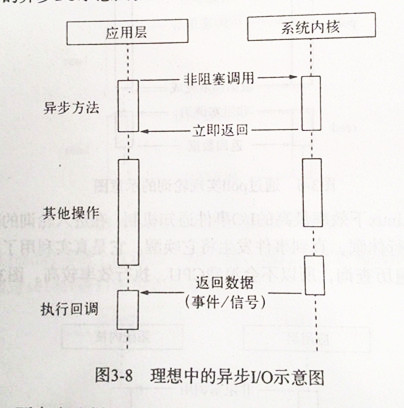 应用层
系统内核
非阻塞调用
异步方法
立即返回
其他操作
返回数据
(事件/信号)
执行回调
图3-8 理想中的异步I/O示意图